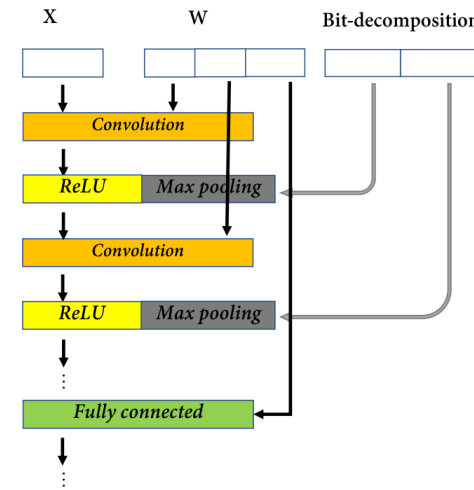 X W Bit-decomposition
Convolution
ReLU Max pooling
Convolution
ReLU Max pooling
⋮
Fully connected
⋮